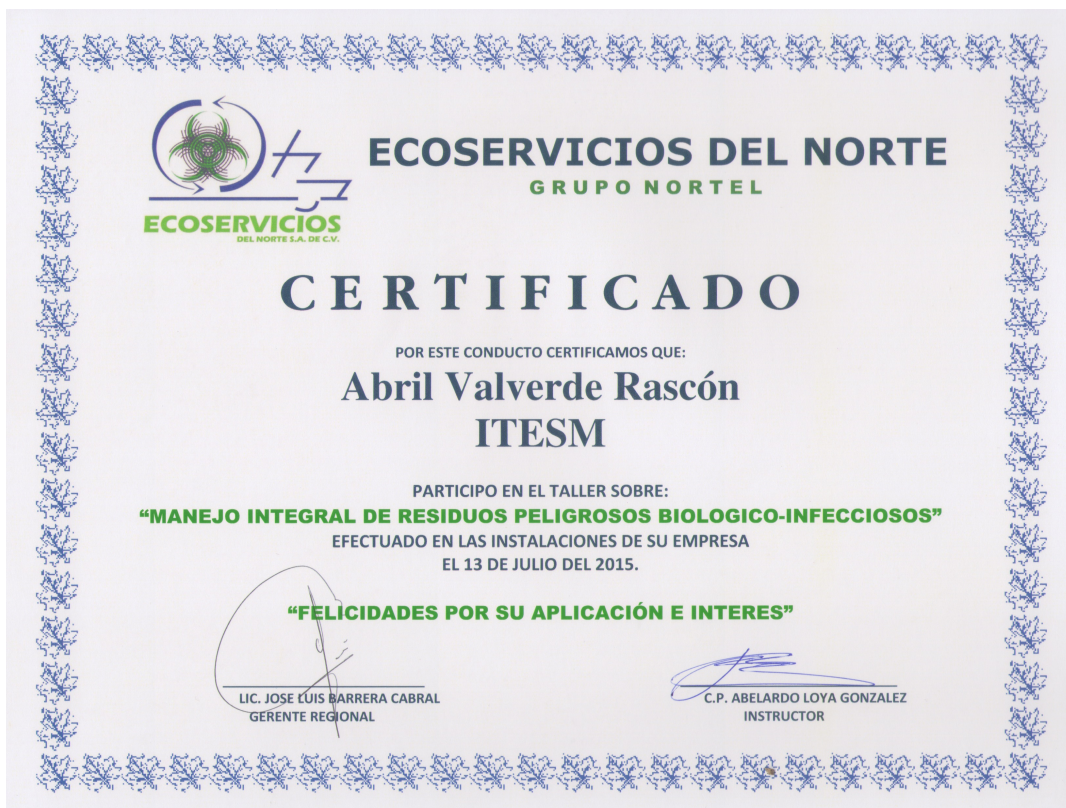 ECOSERVICIOS DEL NORTE
GRUPO NORTEL
ECOSERVICIOS
DEL NORTE S.A. DE C.V.
CERTIFICADO
POR ESTE CONDUCTO CERTIFICAMOS QUE:
Abril Valverde Rascón
ITESM
PARTICIPO EN EL TALLER SOBRE:
“MANEJO INTEGRAL DE RESIDUOS PELIGROSOS BIOLOGICO-INFECCIOSOS”
EFECTUADO EN LAS INSTALACIONES DE SU EMPRESA
EL 13 DE JULIO DEL 2015.
“FELICIDADES POR SU APLICACIÓN E INTERES”
LIC. JOSE LUIS BARRERA CABRAL
GERENTE REGIONAL
C.P. ABELARDO LOYA GONZALEZ
INSTRUCTOR